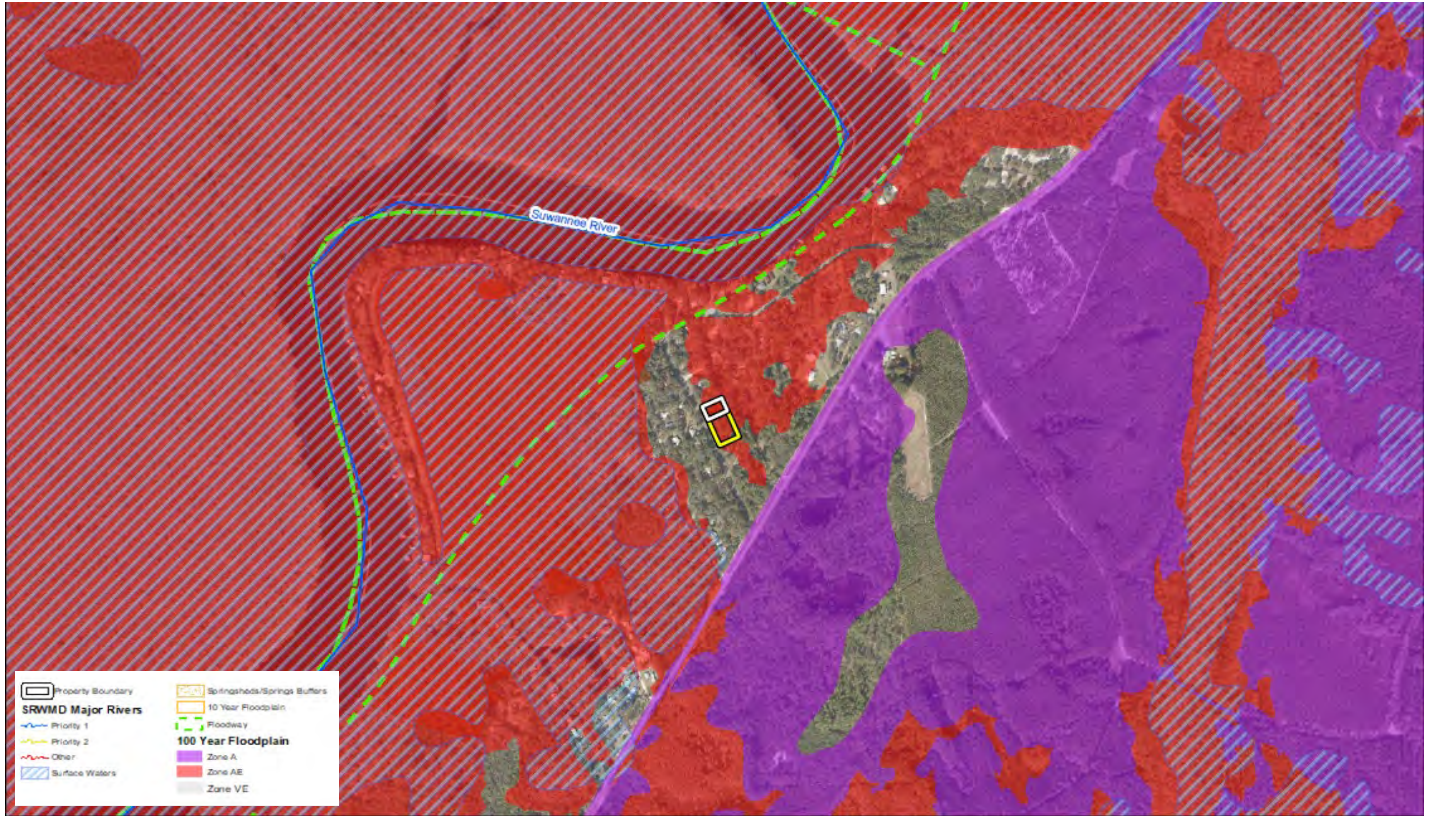 Suwannee River
Property Boundary
SRWMD Major Rivers
Priority 1
Priority 2
Other
Surface Waters
Springsheds/Springs Buffers
10 Year Floodplain
Floodway
100 Year Floodplain
Zone A
Zone AE
Zone VE